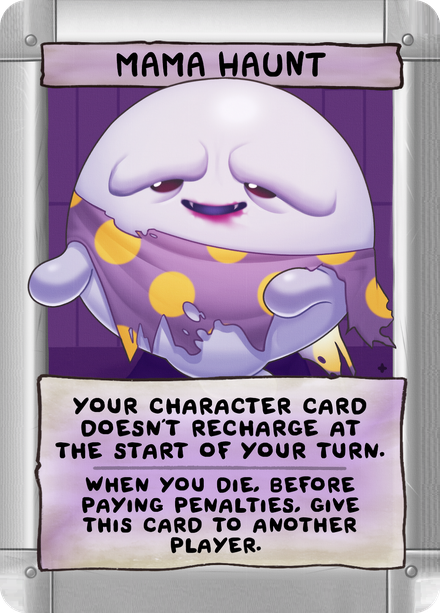 MAMA HAUNT
YOUR CHARACTER CARD
DOESN'T RECHARGE AT
THE START OF YOUR TURN.
WHEN YOU DIE, BEFORE
PAYING PENALTIES, GIVE
THIS CARD TO ANOTHER
PLAYER.